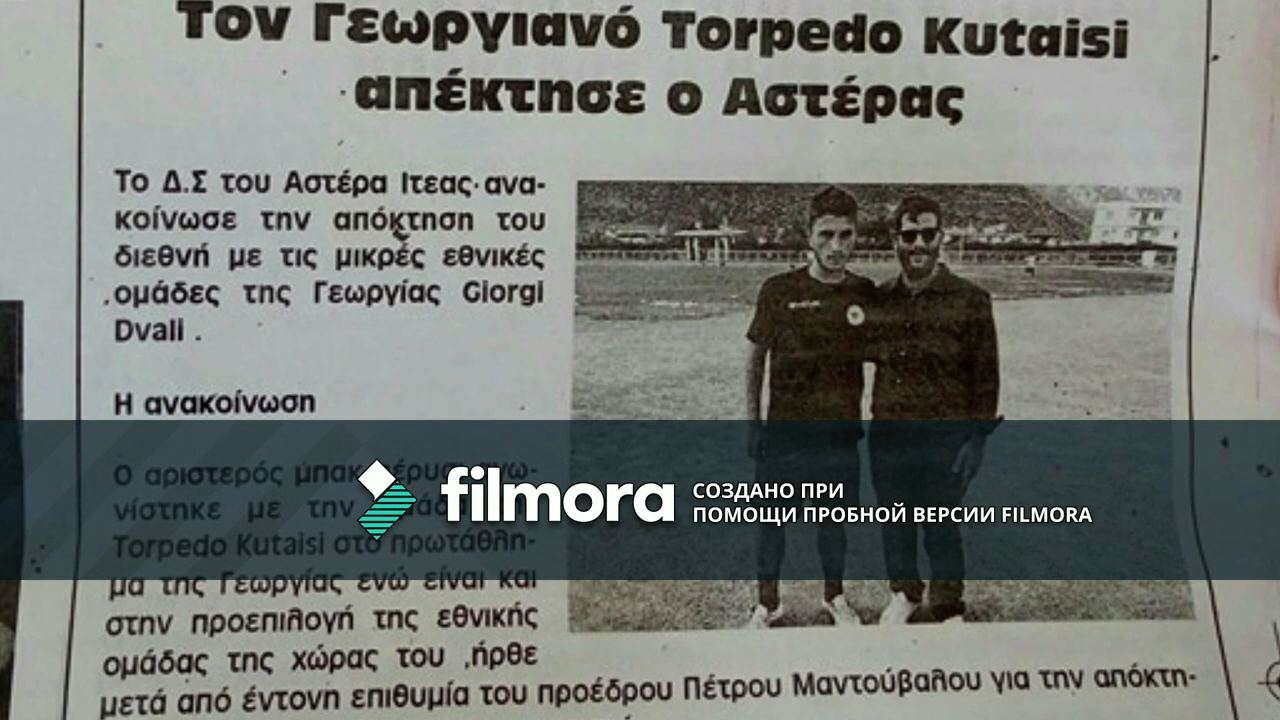 Τον Γεωργιανό Torpedo Kutaisi
απέκτησε ο Αστέρας
Το Δ.Σ του Αστέρα Ιτεας ανα-
κοίνωσε την απόκτηση του
διεθνή με τις μικρές εθνικές
ομάδες της Γεωργίας Giorgi
Dvali .
Η ανακοίνωση
Ο αριστερός μπακ
νίστηκε με την
Torpedo Kutaisi στο πρωτάθλη-
μα της Γεωργίας ενώ είναι και
στην προεπιλογή της εθνικής
ομάδας της χώρας του ,ήρθε
μετά από έντονη επιθυμία του προέδρου Πέτρου Μαντούβαλου για την απόκτη-
filmora
СОЗДАНО ПРИ
ПОМОЩИ ПРОБНОЙ ВЕРСИИ FILMORA